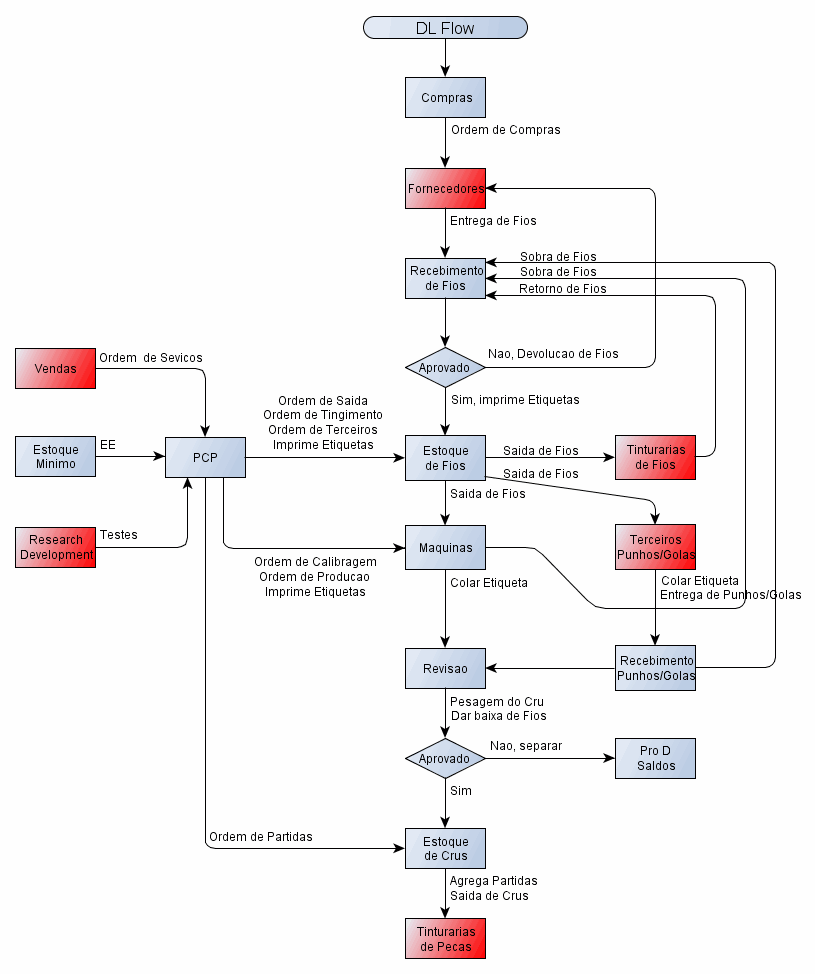 DL Flow
Compras
Ordem de Compras
Fornecedores
Entrega de Fios
Recebimento
de Fios
Sobra de Fios
Sobra de Fios
Retorno de Fios
Aprovado
Nao, Devolucao de Fios
Sim, imprime Etiquetas
Vendas
Ordem  de Sevicos
Estoque
Minimo
EE
PCP
Research
Development
Testes
Ordem de Saida
Ordem de Tingimento
Ordem de Terceiros
Imprime Etiquetas
Estoque
de Fios
Saida de Fios
Saida de Fios
Tinturarias
de Fios
Saida de Fios
Maquinas
Terceiros
Punhos/Golas
Ordem de Calibragem
Ordem de Producao
Imprime Etiquetas
Colar Etiqueta
Colar Etiqueta
Entrega de Punhos/Golas
Revisao
Recebimento
Punhos/Golas
Pesagem do Cru
Dar baixa de Fios
Aprovado
Nao, separar
Pro D
Saldos
Sim
Ordem de Partidas
Estoque
de Crus
Agrega Partidas
Saida de Crus
Tinturarias
de Pecas